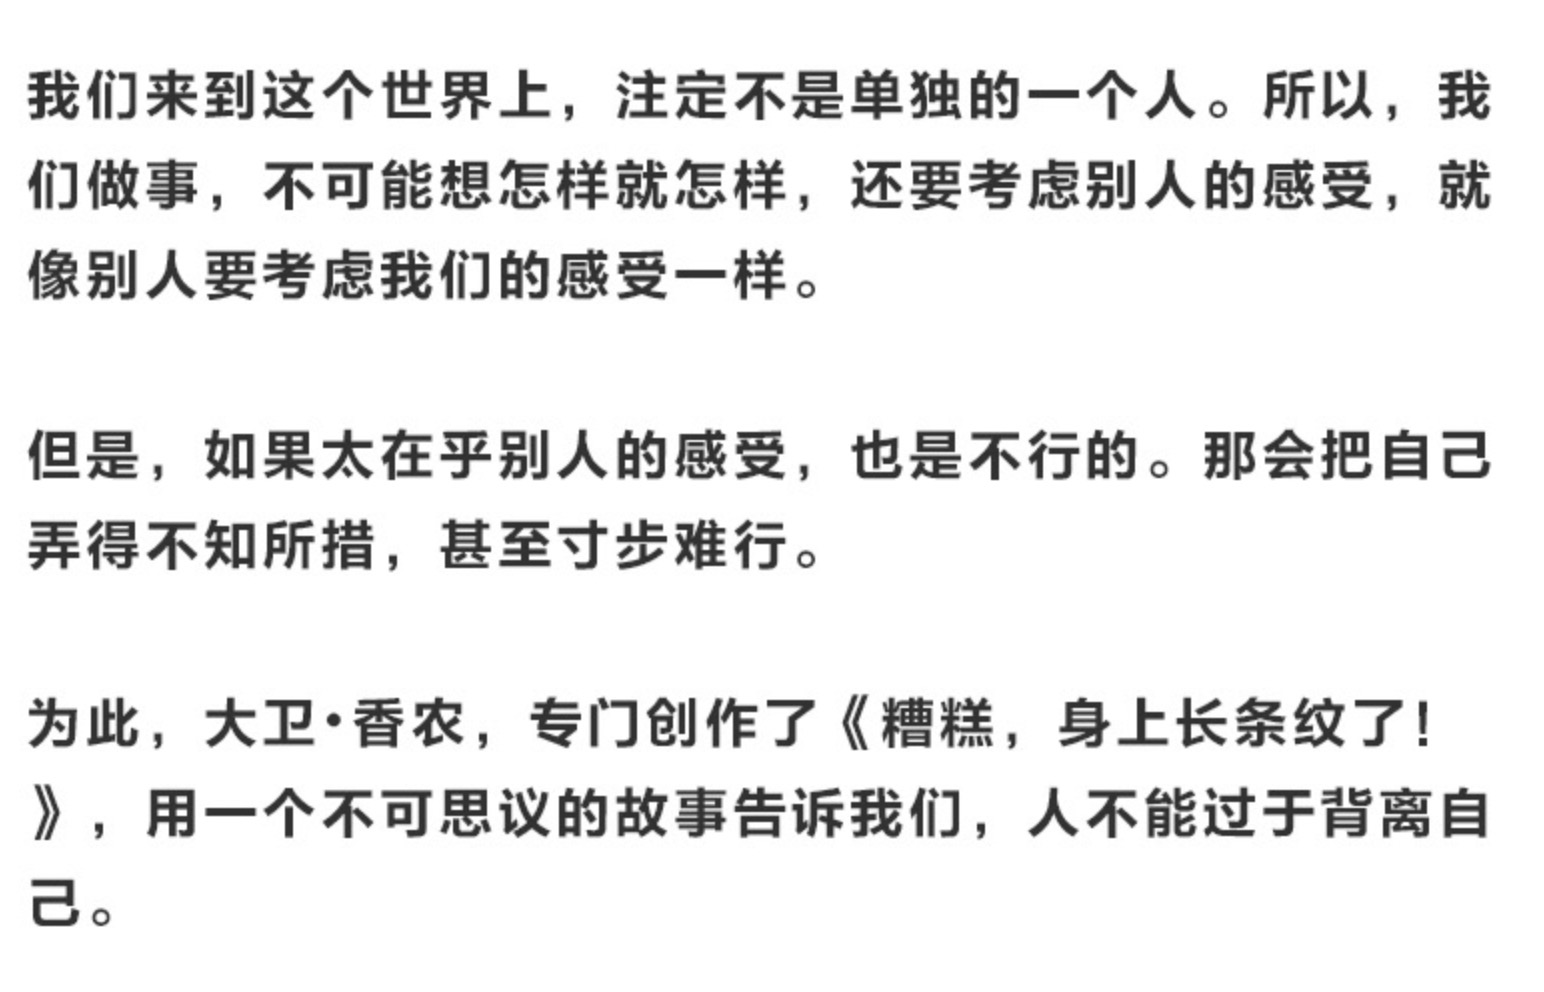 我们来到这个世界上，注定不是单独的一个人。所以，我
们做事，不可能想怎样就怎样，还要考虑别人的感受，就
像别人要考虑我们的感受一样。
但是，如果太在乎别人的感受，也是不行的。那会把自己
弄得不知所措，甚至寸步难行。
为此，大卫·香农，专门创作了《糟糕，身上长条纹了！
》，用一个不可思议的故事告诉我们，人不能过于背离自
己。